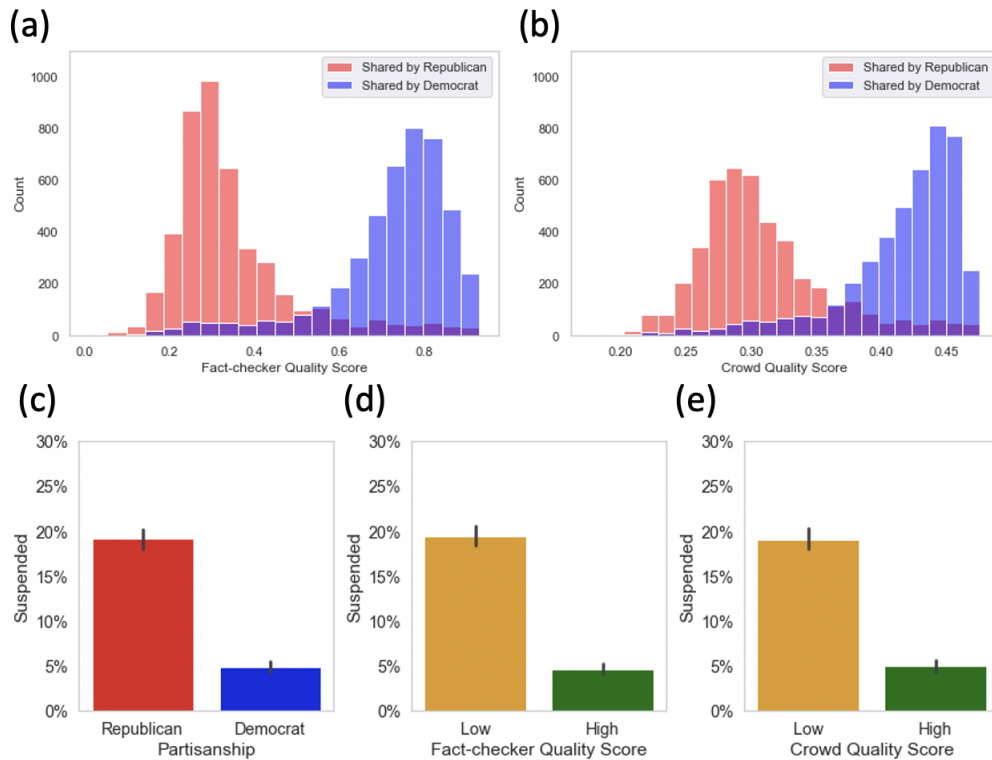 (a)
Shared by Republican
Shared by Democrat
1000
800
600
400
200
0
Count
0.0 0.2 0.4 0.6 0.8
Fact-checker Quality Score
(b)
Shared by Republican
Shared by Democrat
1000
800
600
400
200
0
Count
0.20 0.25 0.30 0.35 0.40 0.45
Crowd Quality Score
(c)
30%
25%
20%
15%
10%
5%
0%
Suspended
Republican Democrat
Partisanship
(d)
30%
25%
20%
15%
10%
5%
0%
Suspended
Low High
Fact-checker Quality Score
(e)
30%
25%
20%
15%
10%
5%
0%
Suspended
Low High
Crowd Quality Score